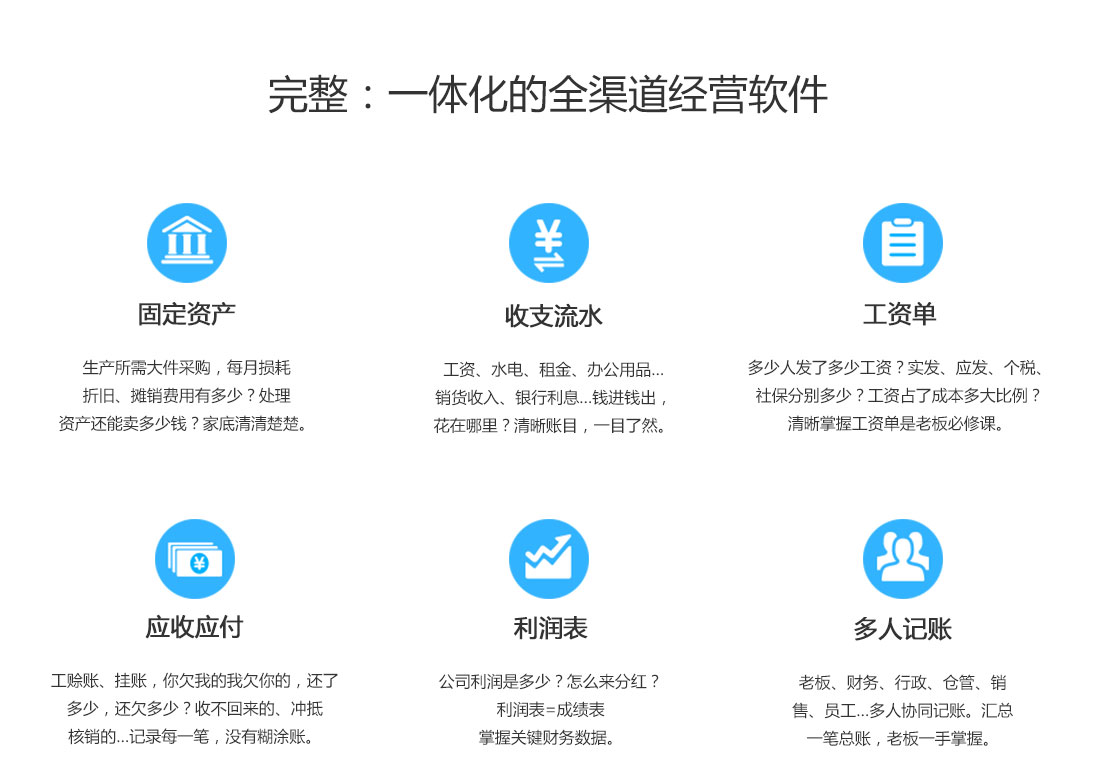 完整：一体化的全渠道经营软件
固定资产
生产所需大件采购，每月损耗
折旧、摊销费用有多少？处理
资产还能卖多少钱？家底清清楚楚。
收支流水
工资、水电、租金、办公用品...
销货收入、银行利息...钱进钱出，
花在哪里？清晰账目，一目了然。
工资单
多少人发了多少工资？实发、应发、个税、
社保分别多少？工资占了成本多大比例？
清晰掌握工资单是老板必修课。
应收应付
工赊账、挂账，你欠我的我欠你的，还了
多少，还欠多少？收不回来的、冲抵
核销的...记录每一笔，没有糊涂账。
利润表
公司利润是多少？怎么来分红？
利润表=成绩表
掌握关键财务数据。
多人记账
老板、财务、行政、仓管、销
售、员工...多人协同记账。汇总
一笔总账，老板一手掌握。